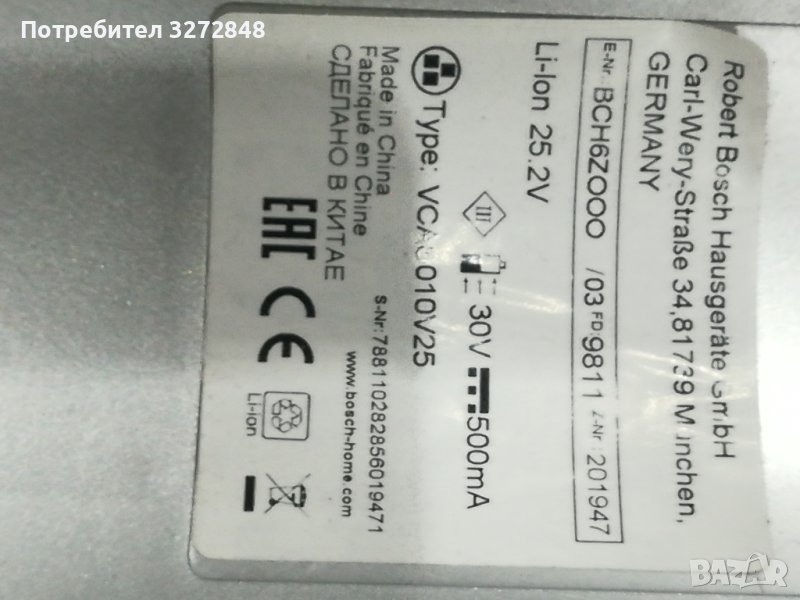 Потребител 3272848
Robert Bosch Hausgeräte GmbH
Carl-Wery-Straße 34,81739 München,
GERMANY
E-Nr. BCH6ZOOO /03 FD: 9811 Z-Nr: 201947
Li-Ion 25.2V
30V 500mA
Type: 010V25
Made in China
Fabriqué en Chine
СДЕЛАНО В КИТАЕ
S-Nr:788110282856019471
www.bosch-home.com
EAC CE
Li-ion
BAZAR